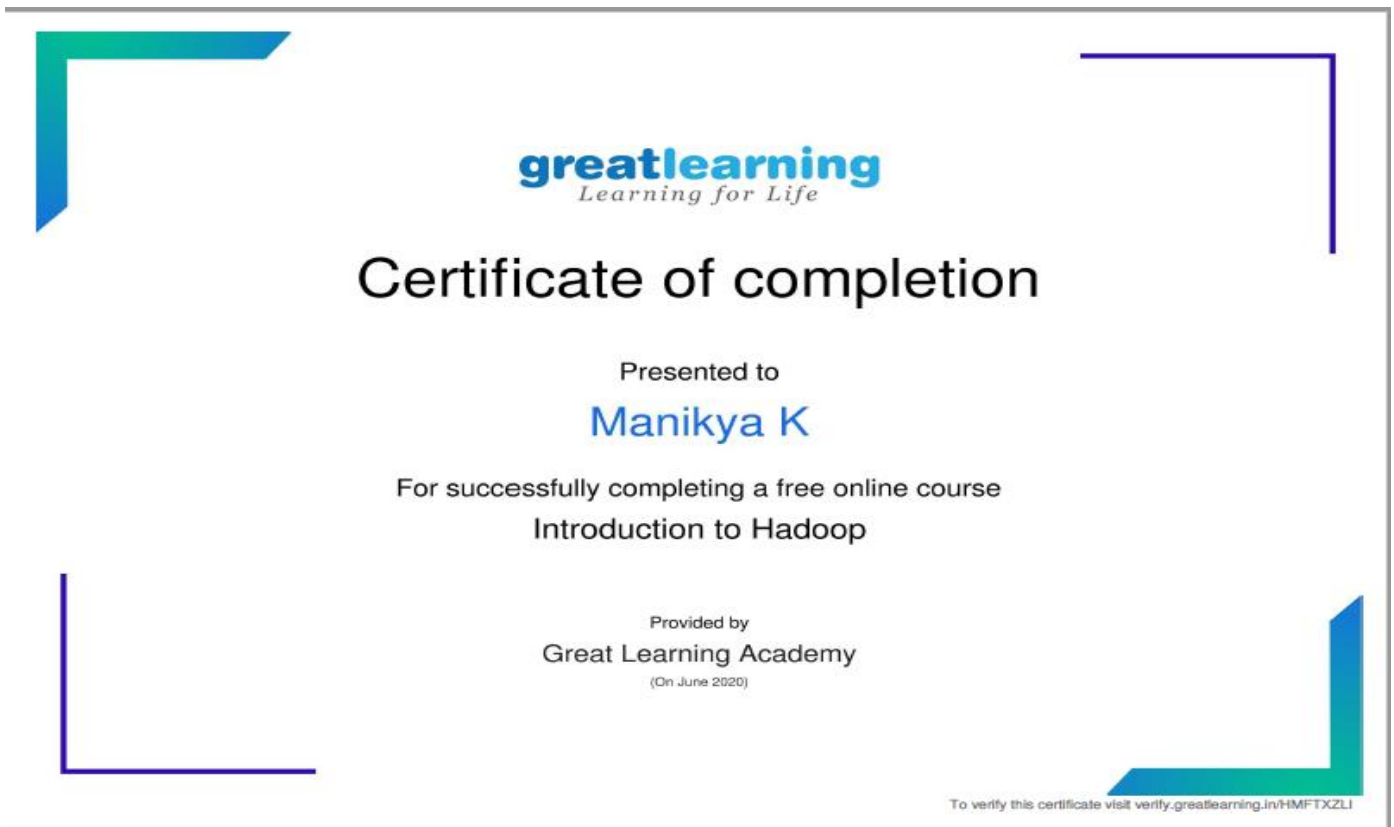 greatlearning
Learning for Life
Certificate of completion
Presented to
Manikya K
For successfully completing a free online course
Introduction to Hadoop
Provided by
Great Learning Academy
(On June 2020)
To verify this certificate visit verify.greatlearning.in/HMFTXZLI